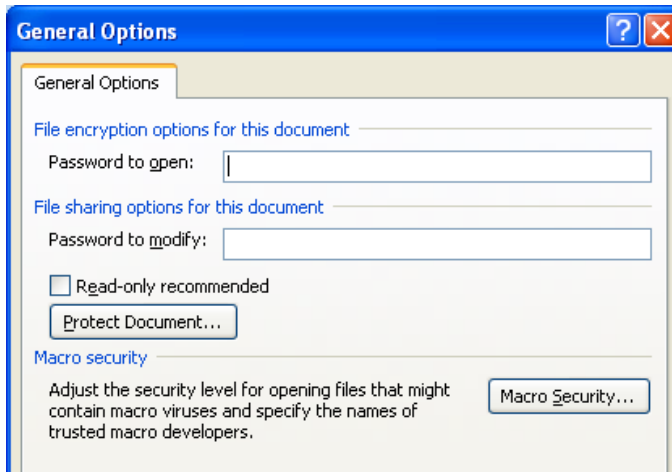 General Options
General Options
File encryption options for this document
Password to open:
File sharing options for this document
Password to modify:
Read-only recommended
Protect Document...
Macro security
Adjust the security level for opening files that might
contain macro viruses and specify the names of
trusted macro developers.
Macro Security...